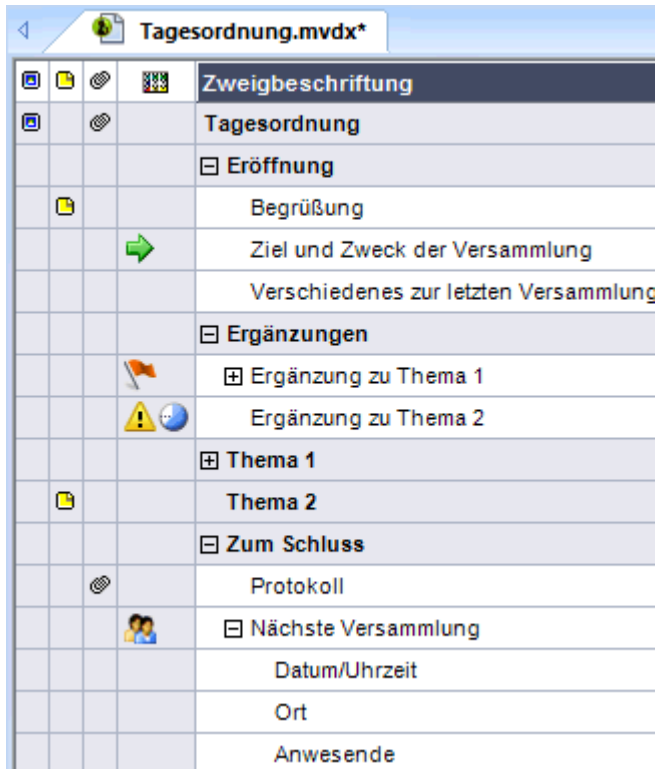 Tagesordnung.mvdx*
Zweigbeschriftung
Tagesordnung
Eröffnung
Begrüßung
Ziel und Zweck der Versammlung
Verschiedenes zur letzten Versammlung
Ergänzungen
Ergänzung zu Thema 1
Ergänzung zu Thema 2
Thema 1
Thema 2
Zum Schluss
Protokoll
Nächste Versammlung
Datum/Uhrzeit
Ort
Anwesende